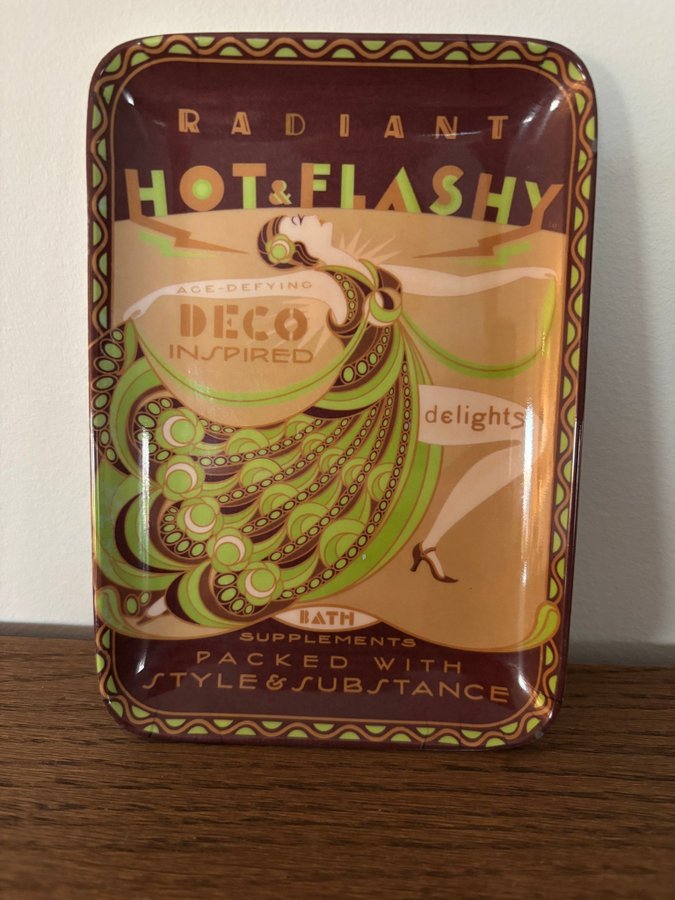 RADIANT
HOT & FLASHY
AGE-DEFYING
DECO
INSPIRED
delights
BATH
SUPPLEMENTS
PACKED WITH
STYLE & SUBSTANCE